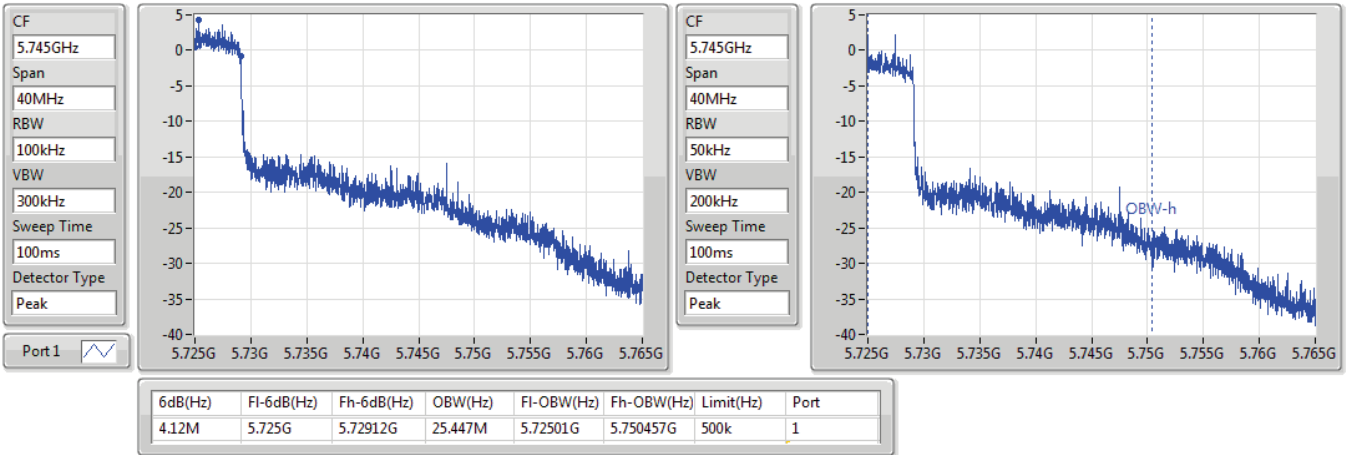 CF
5.745GHz
Span
40MHz
RBW
100kHz
VBW
300kHz
Sweep Time
100ms
Detector Type
Peak
Port 1
5
0
-5
-10
-15
-20
-25
-30
-35
-40
5.725G 5.73G 5.735G 5.74G 5.745G 5.75G 5.755G 5.76G 5.765G
CF
5.745GHz
Span
40MHz
RBW
50kHz
VBW
200kHz
Sweep Time
100ms
Detector Type
Peak
5
0
-5
-10
-15
-20
-25
-30
-35
-40
OBW-h
5.725G 5.73G 5.735G 5.74G 5.745G 5.75G 5.755G 5.76G 5.765G
6dB(Hz) Fl-6dB(Hz) Fh-6dB(Hz) OBW(Hz) Fl-OBW(Hz) Fh-OBW(Hz) Limit(Hz) Port
4.12M 5.725G 5.72912G 25.447M 5.72501G 5.750457G 500k 1